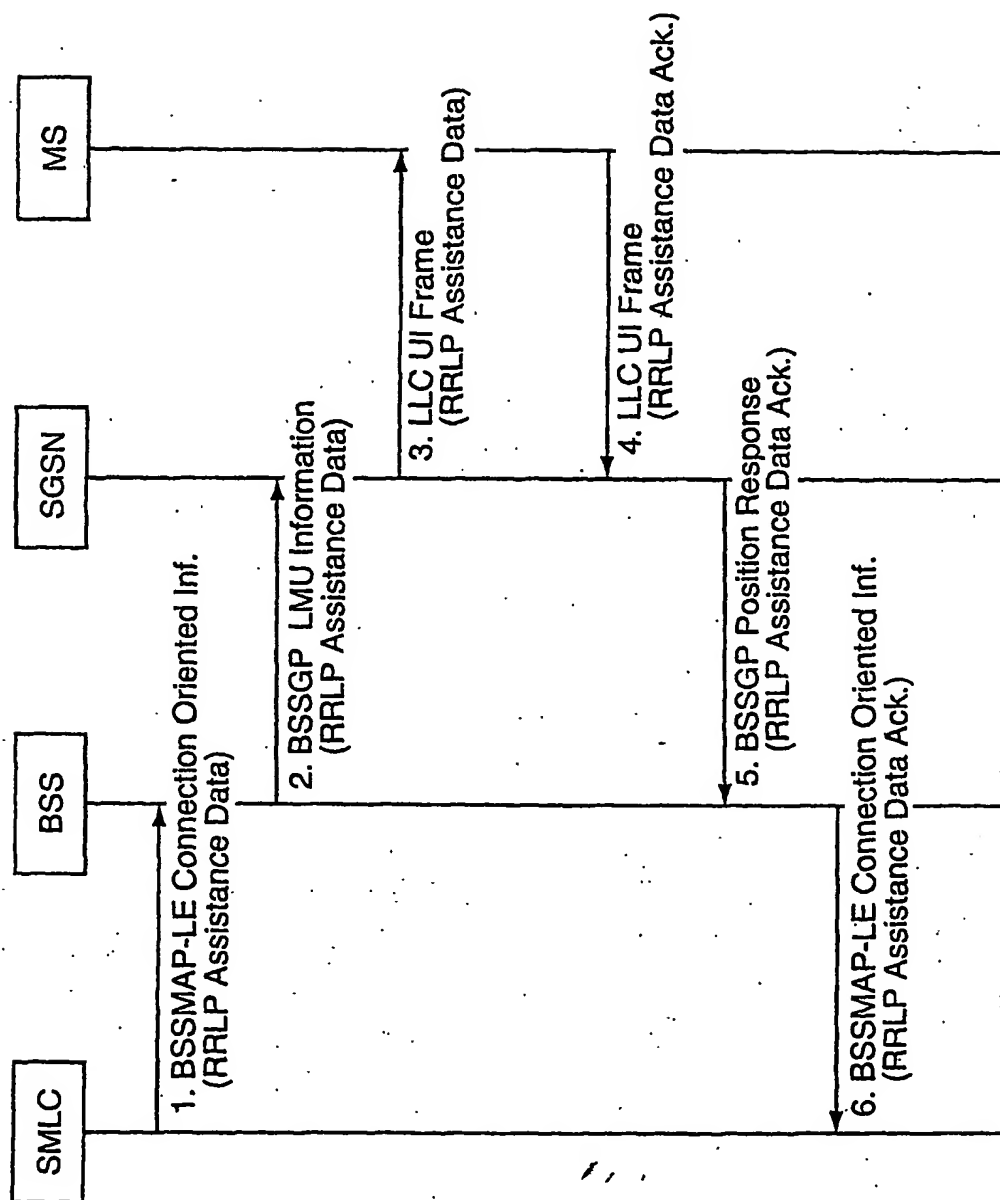 SMLC
BSS
SGSN
MS
1. BSSMAP-LE Connection Oriented Inf.
(RRLP Assistance Data)
2. BSSGP LMU Information
(RRLP Assistance Data)
3. LLC UI Frame
(RRLP Assistance Data)
4. LLC UI Frame
(RRLP Assistance Data Ack.)
5. BSSGP Position Response
(RRLP Assistance Data Ack.)
6. BSSMAP-LE Connection Oriented Inf.
(RRLP Assistance Data Ack.)